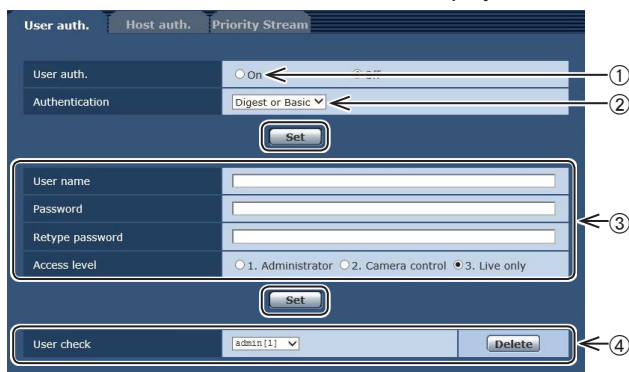 User auth. Host auth. Priority Stream
User auth. On Off ①
Authentication Digest or Basic ②
Set
User name
Password
Retype password ③
Access level 1. Administrator 2. Camera control 3. Live only
Set
User check admin[1] Delete ④